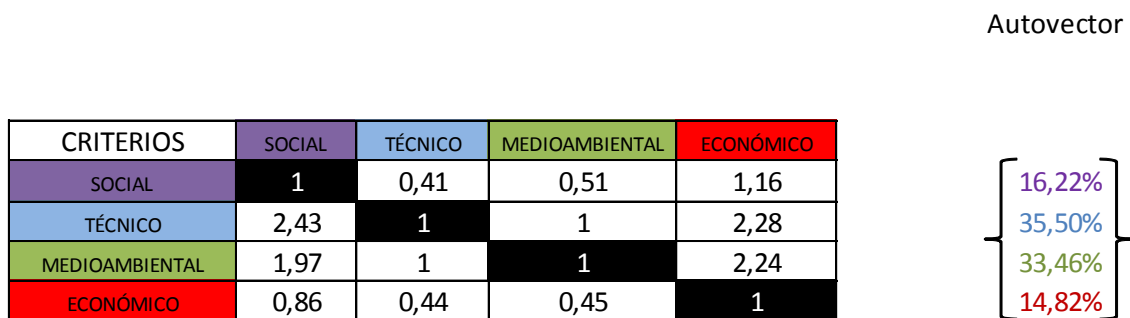 Autovector
CRITERIOS SOCIAL TÉCNICO MEDIOAMBIENTAL ECONÓMICO
SOCIAL 1 0,41 0,51 1,16 16,22%
TÉCNICO 2,43 1 1 2,28 35,50%
MEDIOAMBIENTAL 1,97 1 1 2,24 33,46%
ECONÓMICO 0,86 0,44 0,45 1 14,82%